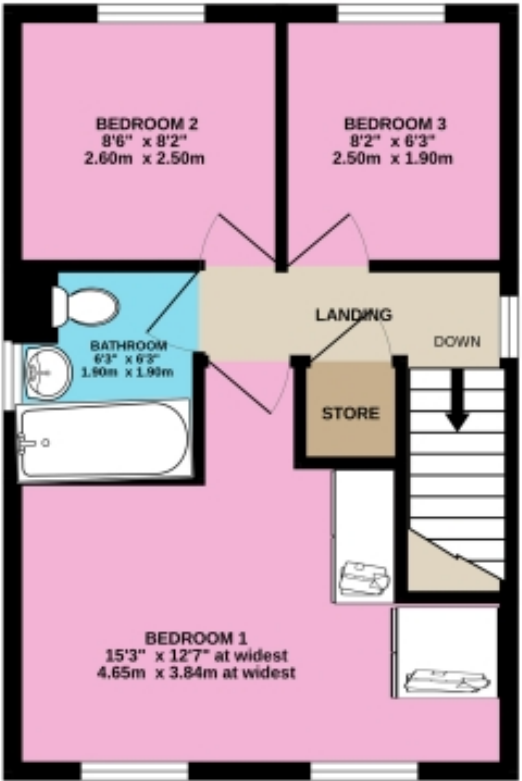 BEDROOM 2
8'6" x 8'2"
2.60m x 2.50m
BEDROOM 3
8'2" x 6'3"
2.50m x 1.90m
LANDING
DOWN
BATHROOM
6'3" x 6'3"
1.90m x 1.90m
STORE
BEDROOM 1
15'3" x 12'7" at widest
4.65m x 3.84m at widest